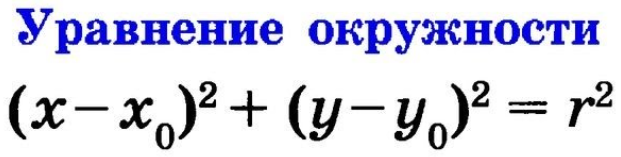 Уравнение окружности
(x − x₀)² + (y − y₀)² = r²